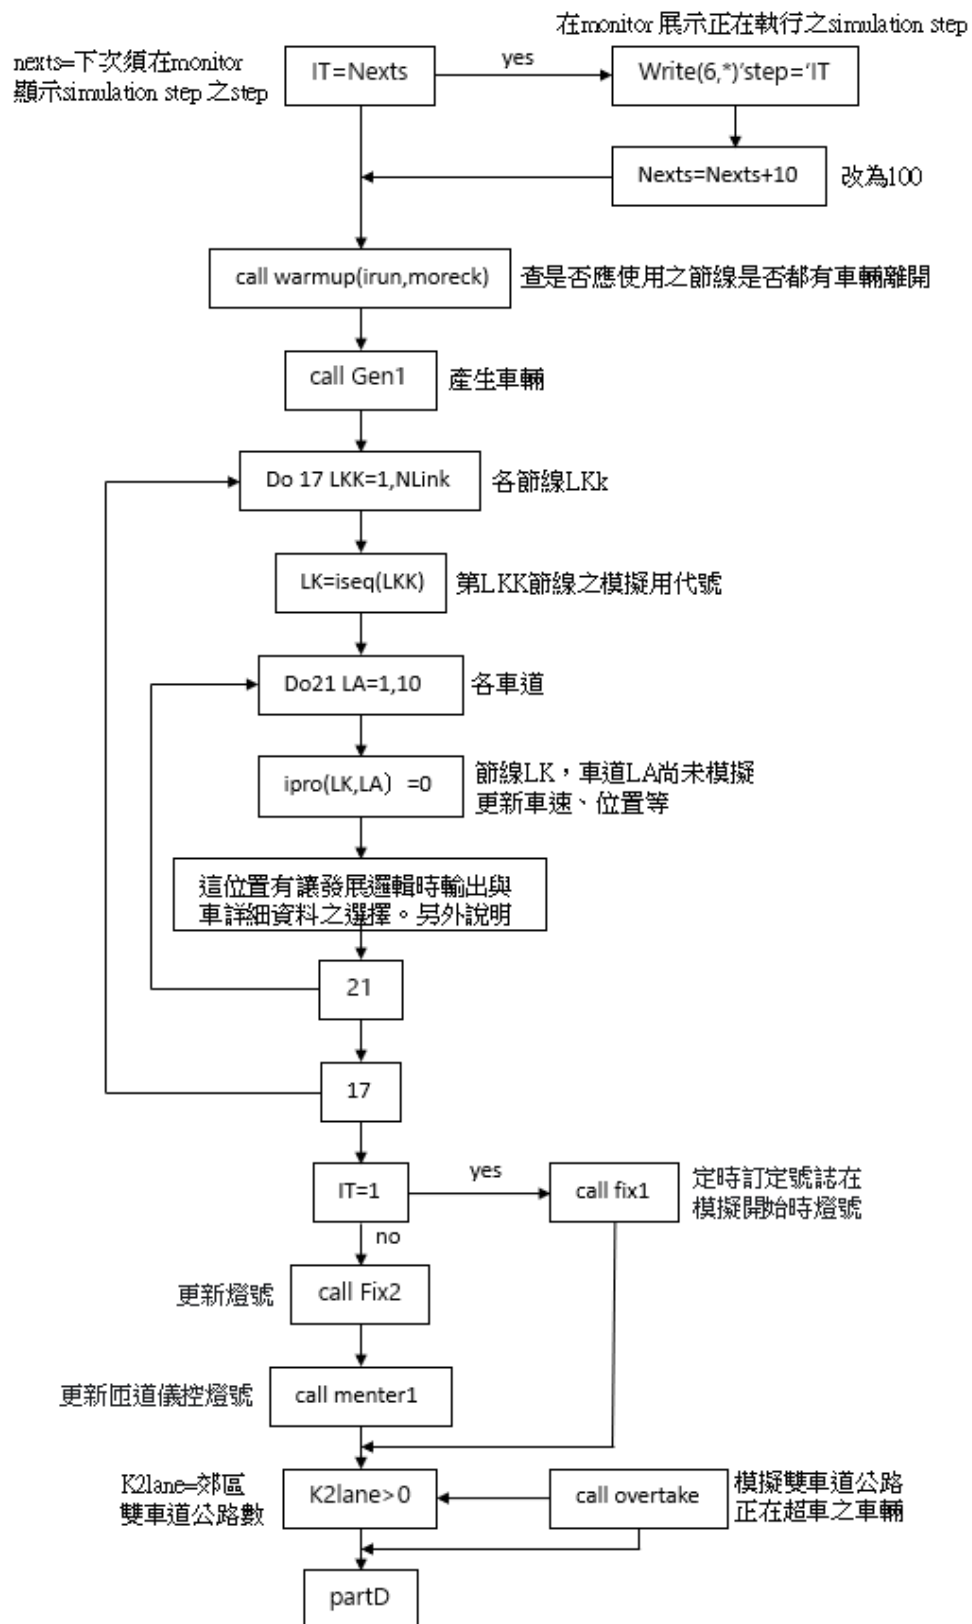 在monitor 展示正在執行之simulation step
nexts=下次須在monitor
顯示simulation step 之step
IT=Nexts
yes
Write(6,*)’step=‘IT
Nexts=Nexts+10
改為100
call warmup(irun,moreck)
查是否應使用之節線是否都有車輛離開
call Gen1
產生車輛
Do 17 LKK=1,NLink
各節線LKk
LK=iseq(LKK)
第LKK節線之模擬用代號
Do21 LA=1,10
各車道
ipro(LK,LA) =0
節線LK，車道LA尚未模擬
更新車速、位置等
這位置有讓發展邏輯時輸出與
車詳細資料之選擇。另外說明
21
17
IT=1
yes
call fix1
定時訂定號誌在
模擬開始時燈號
no
更新燈號
call Fix2
更新匝道儀控燈號
call menter1
K2lane=郊區
雙車道公路數
K2lane>0
call overtake
模擬雙車道公路
正在超車之車輛
partD